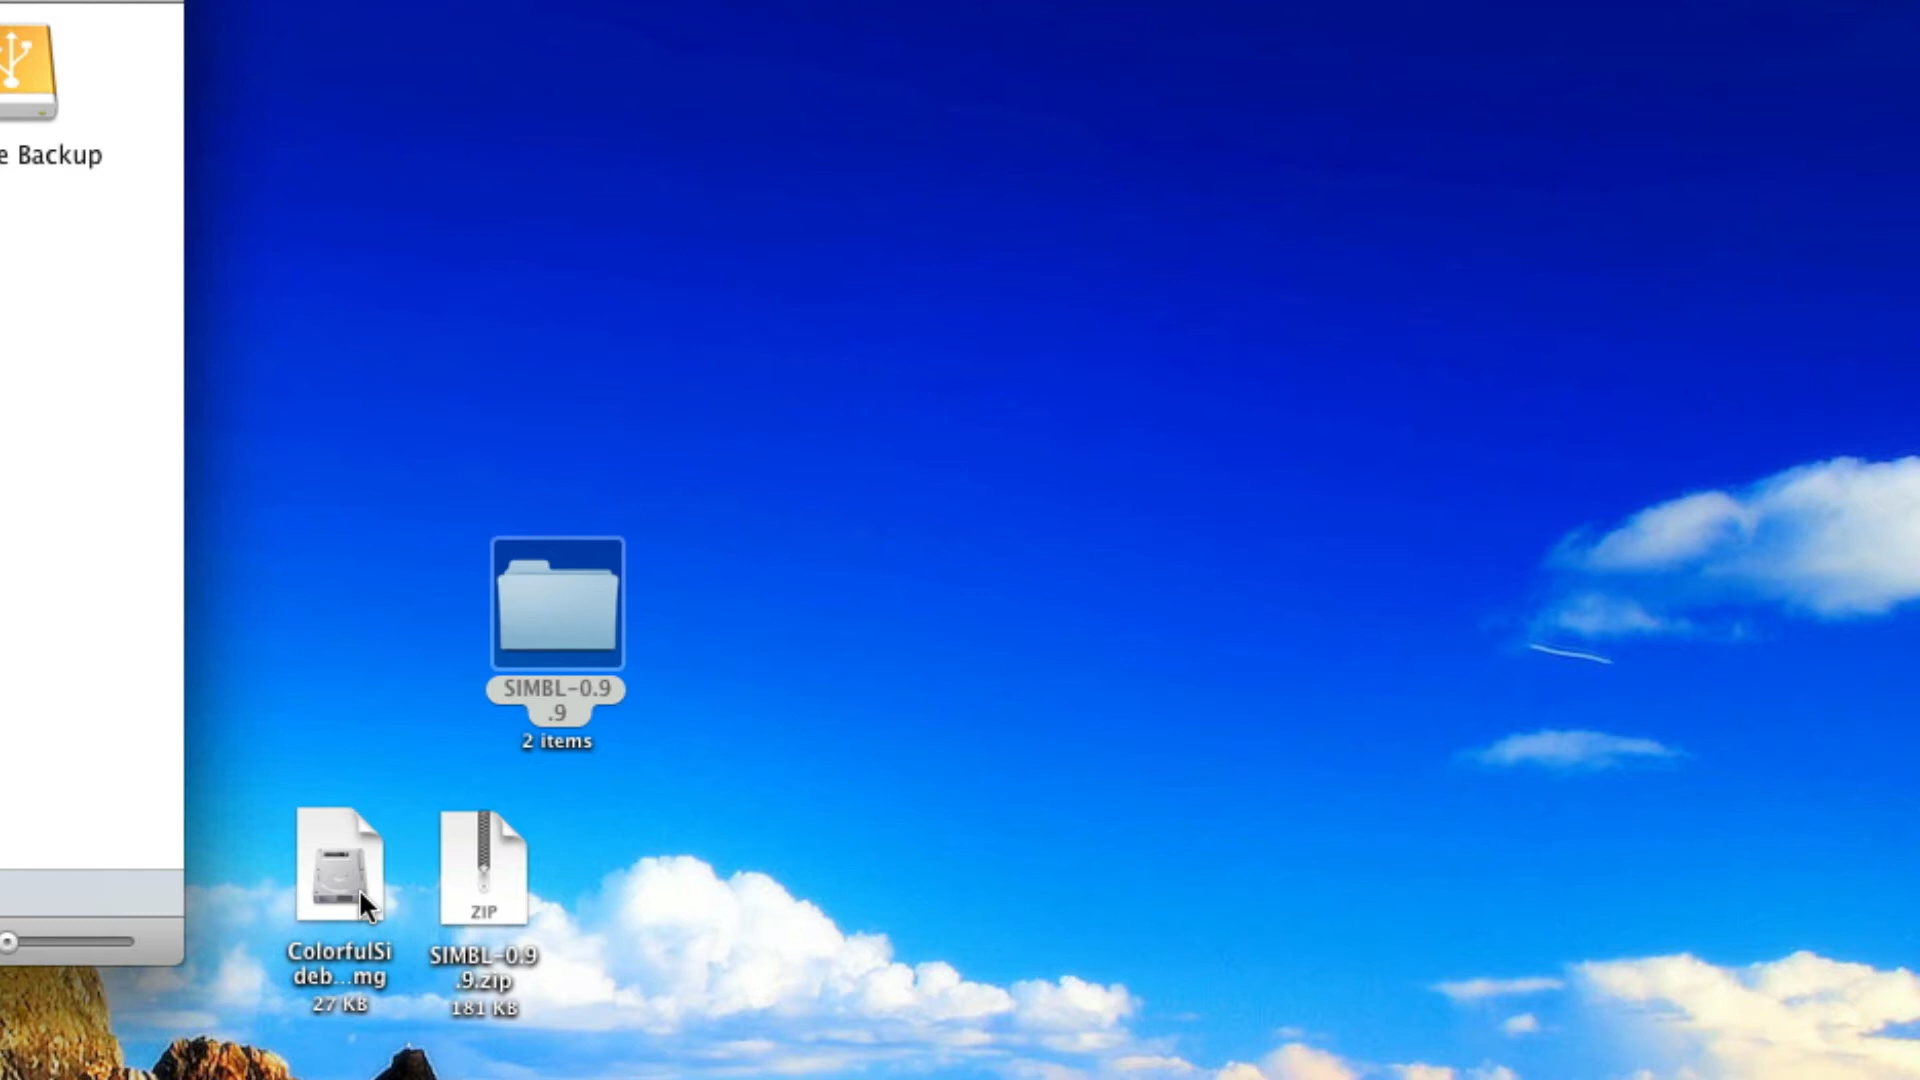 e Backup
SIMBL-0.9
.9
2 items
ZIP
ColorfulSi
deb...mg
27 KB
SIMBL-0.9
.9.zip
181 KB